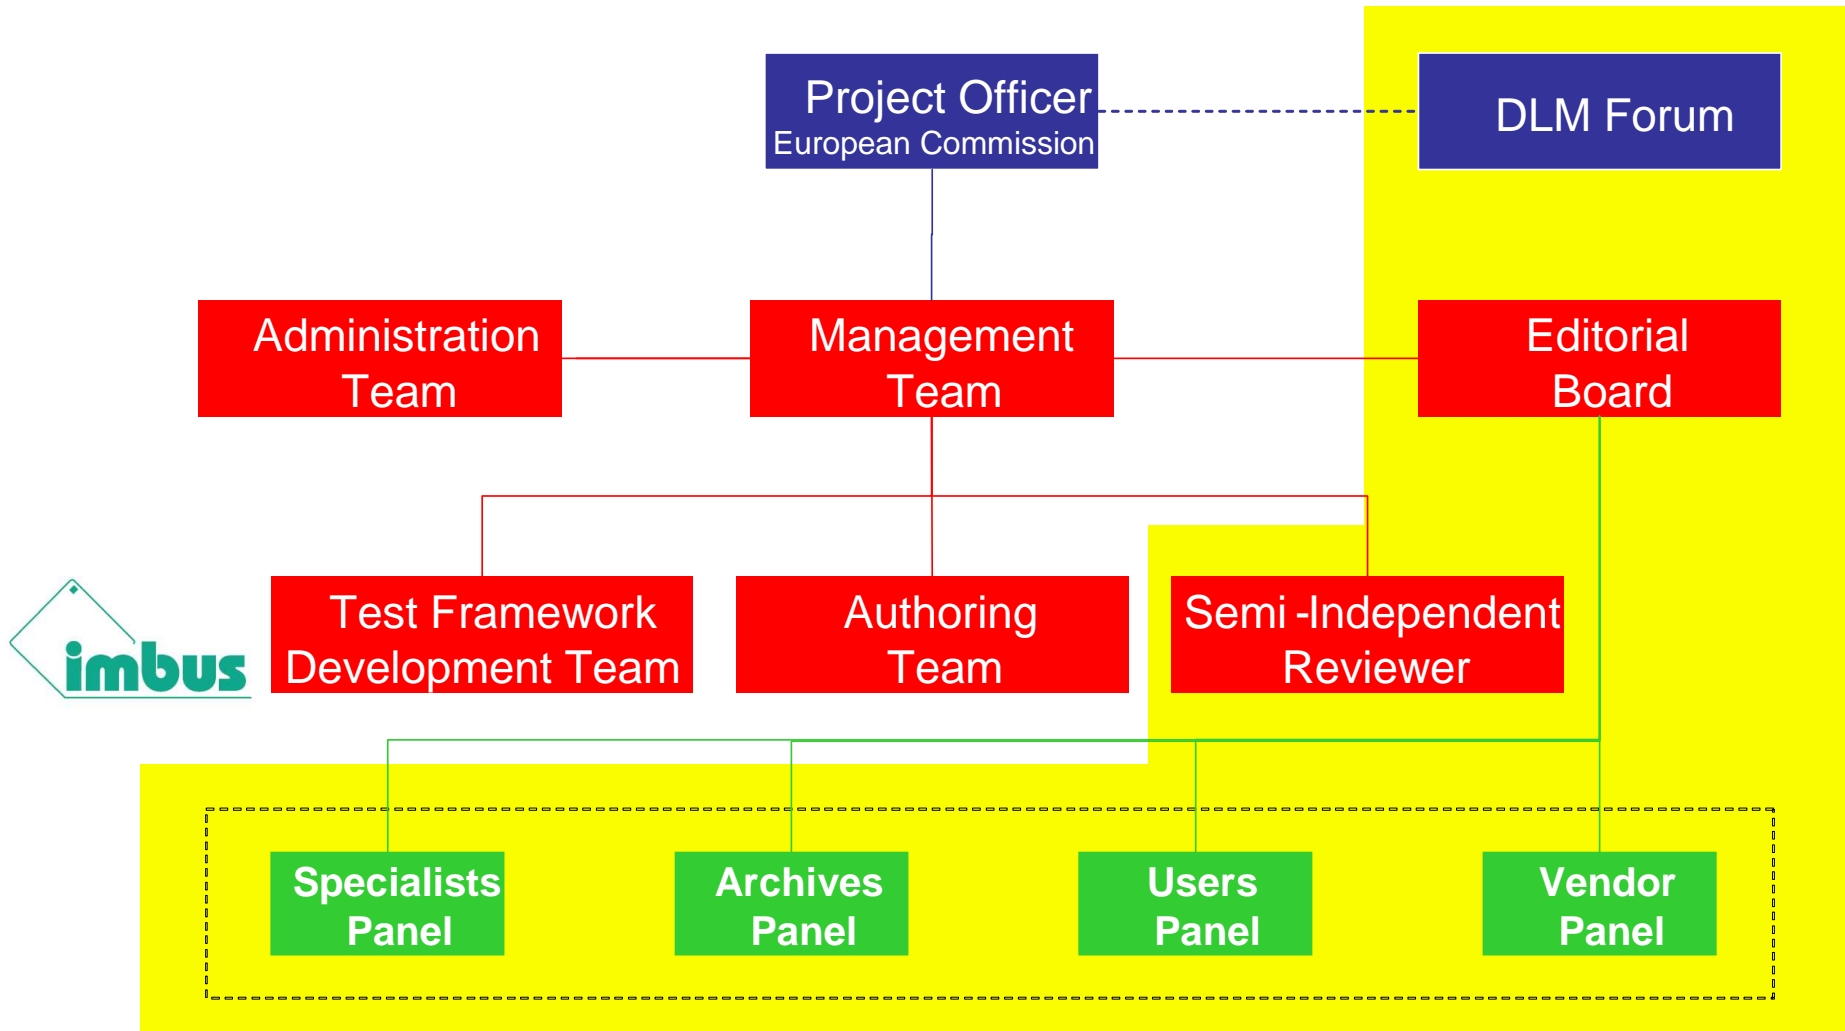 Project Officer
European Commission
DLM Forum
Administration
Team
Management
Team
Editorial
Board
imbus
Test Framework
Development Team
Authoring
Team
Semi-Independent
Reviewer
Specialists
Panel
Archives
Panel
Users
Panel
Vendor
Panel